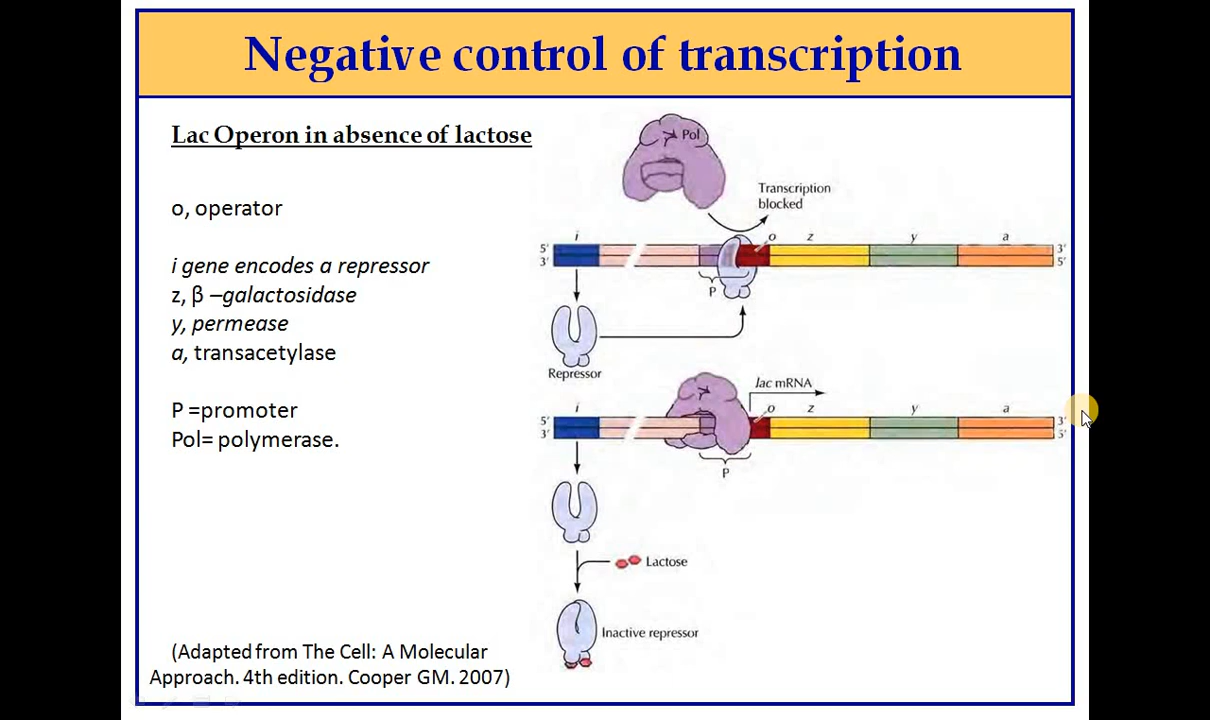 Negative control of transcription
Lac Operon in absence of lactose
o, operator
i gene encodes a repressor
z, β –galactosidase
y, permease
a, transacetylase
P =promoter
Pol= polymerase.
(Adapted from The Cell: A Molecular
Approach. 4th edition. Cooper GM. 2007)
Pol
Transcription
blocked
i o z y a
5' 3'
3' 5'
P
Repressor
lac mRNA
i o z y a
5' 3'
3' 5'
P
Lactose
Inactive repressor